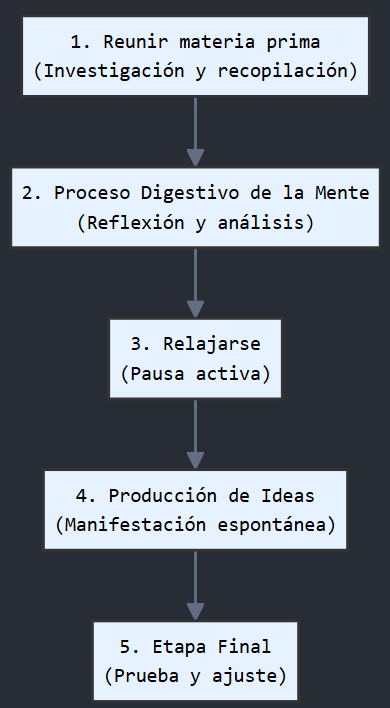 1. Reunir materia prima
(Investigación y recopilación)
2. Proceso Digestivo de la Mente
(Reflexión y análisis)
3. Relajarse
(Pausa activa)
4. Producción de Ideas
(Manifestación espontánea)
5. Etapa Final
(Prueba y ajuste)